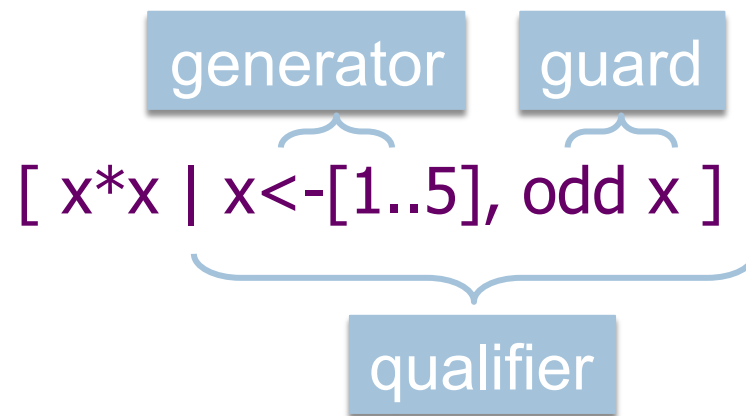 generator guard
[ x*x | x<-[1..5], odd x ]
qualifier